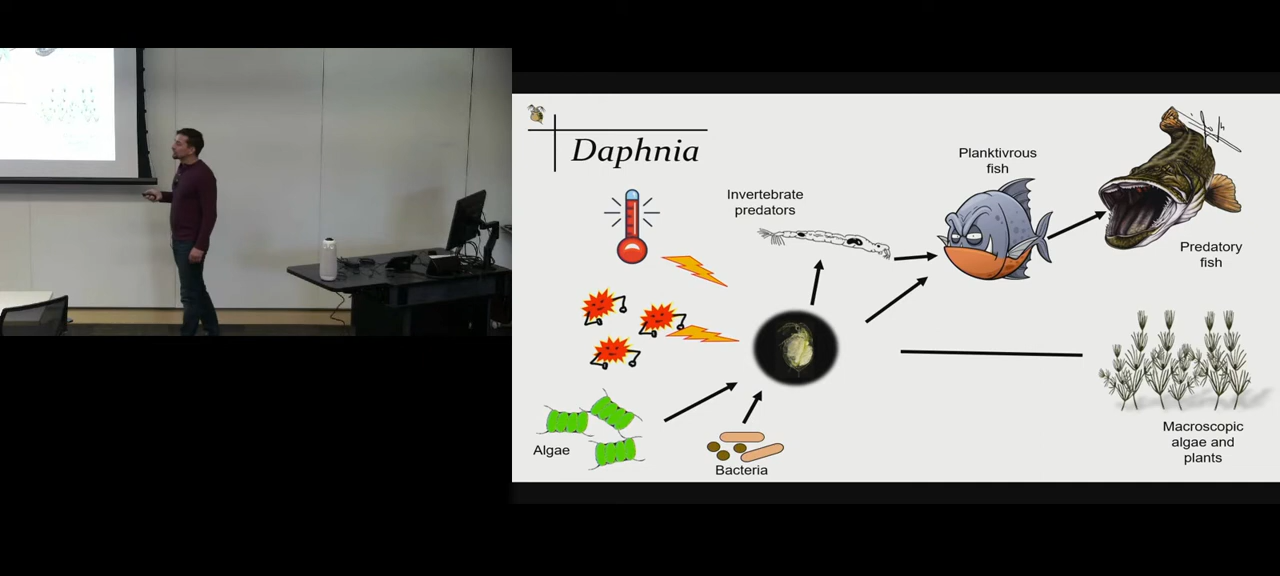 Daphnia
Invertebrate
predators
Planktivrous
fish
Predatory
fish
Algae
Bacteria
Macroscopic
algae and
plants